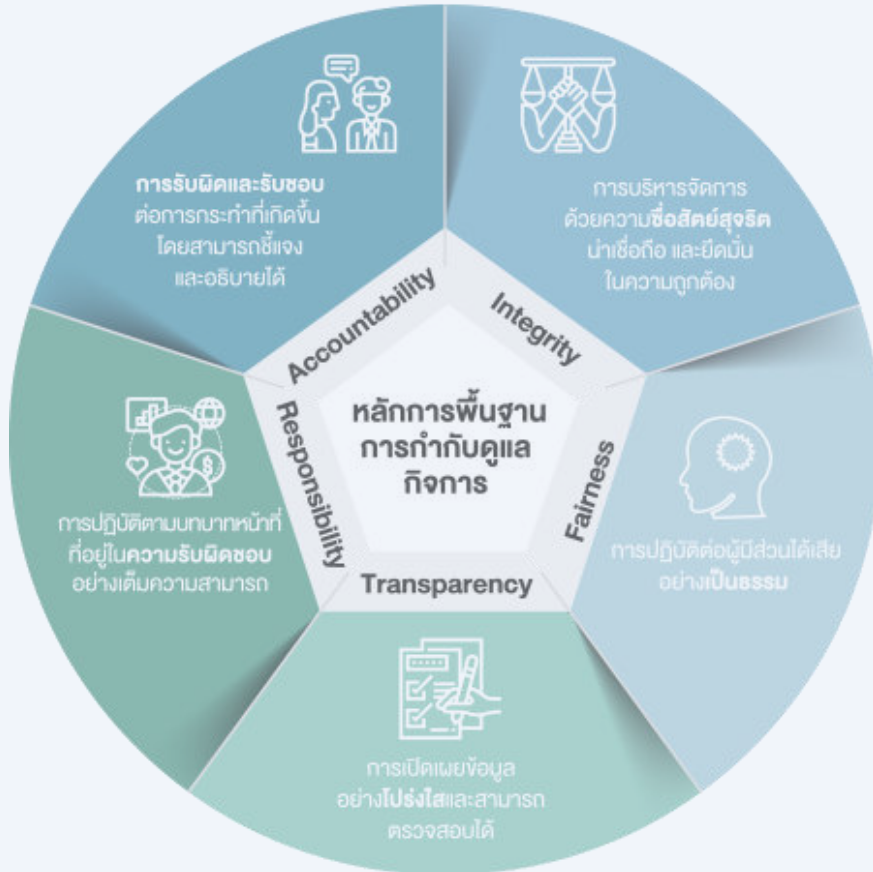 การรับผิดและรับชอบ
ต่อการกระทำที่เกิดขึ้น
โดยสามารถชี้แจง
และอธิบายได้
การบริหารจัดการ
ด้วยความซื่อสัตย์สุจริต
น่าเชื่อถือ และยึดมั่น
ในความถูกต้อง
Accountability
Integrity
หลักการพื้นฐาน
การกำกับดูแล
กิจการ
Responsibility
Fairness
Transparency
การปฏิบัติตามบทบาทหน้าที่
ที่อยู่ในความรับผิดชอบ
อย่างเต็มความสามารถ
การปฏิบัติต่อผู้มีส่วนได้เสีย
อย่างเป็นธรรม
การเปิดเผยข้อมูล
อย่างโปร่งใสและสามารถ
ตรวจสอบได้